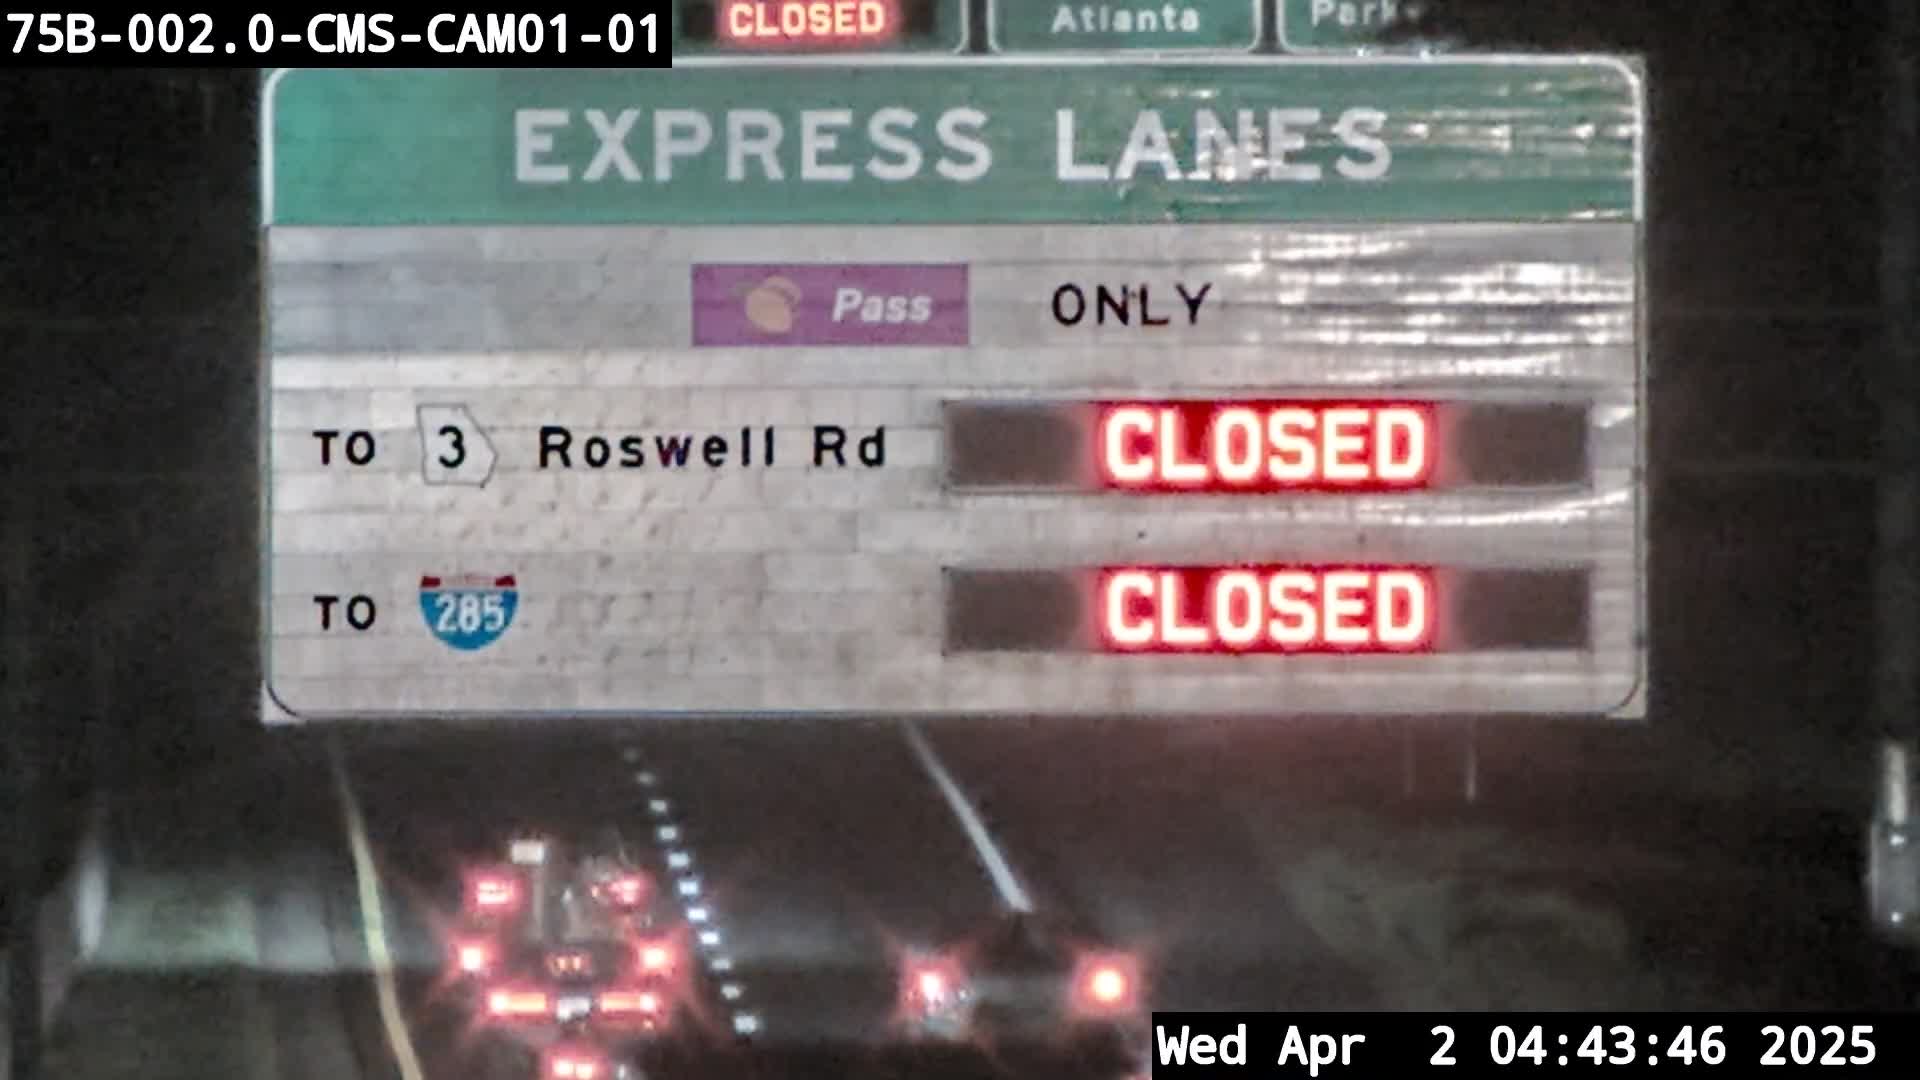 75B-002.0-CMS-CAM01-01
CLOSED
Atlanta
Park
EXPRESS LANES
Pass ONLY
TO 3 Roswell Rd CLOSED
TO 285 CLOSED
Wed Apr 2 04:43:46 2025